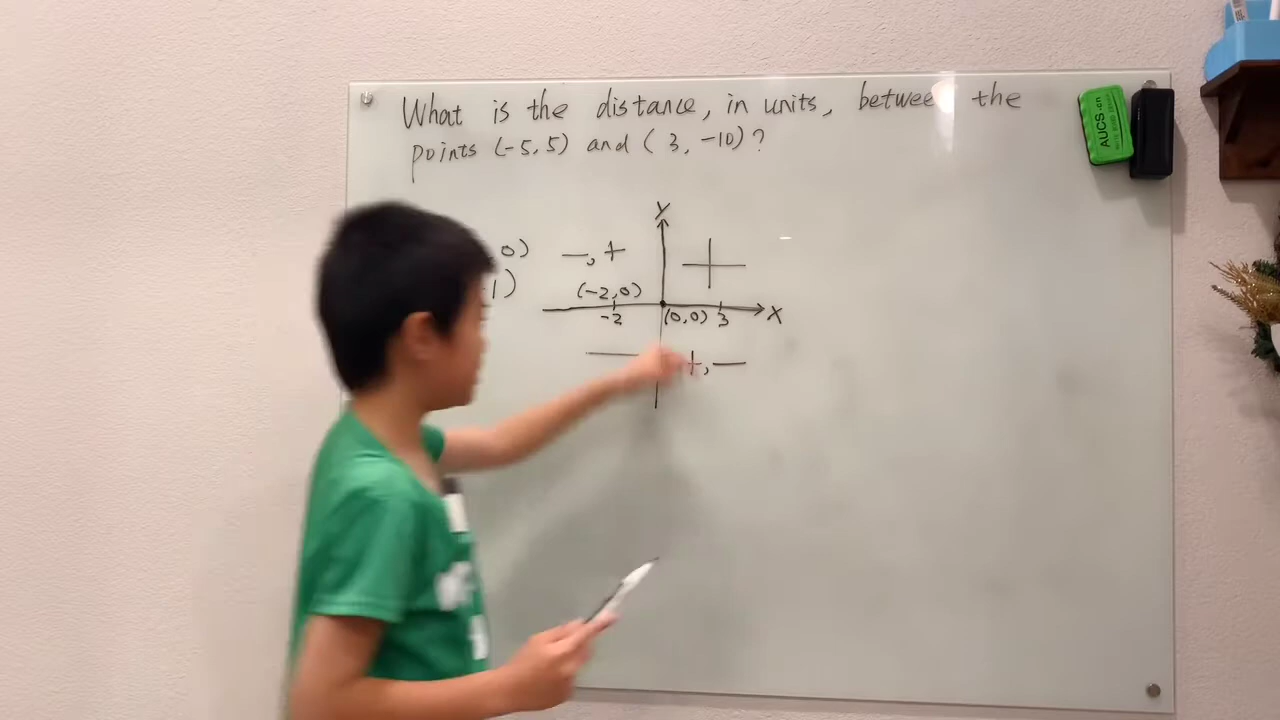 What is the distance, in units, between the
points (-5,5) and (3, -10)?
Y
0)
-, +
+
1)
(-2,0)
-2
(0,0)
3
X
—
+, -
AUCS